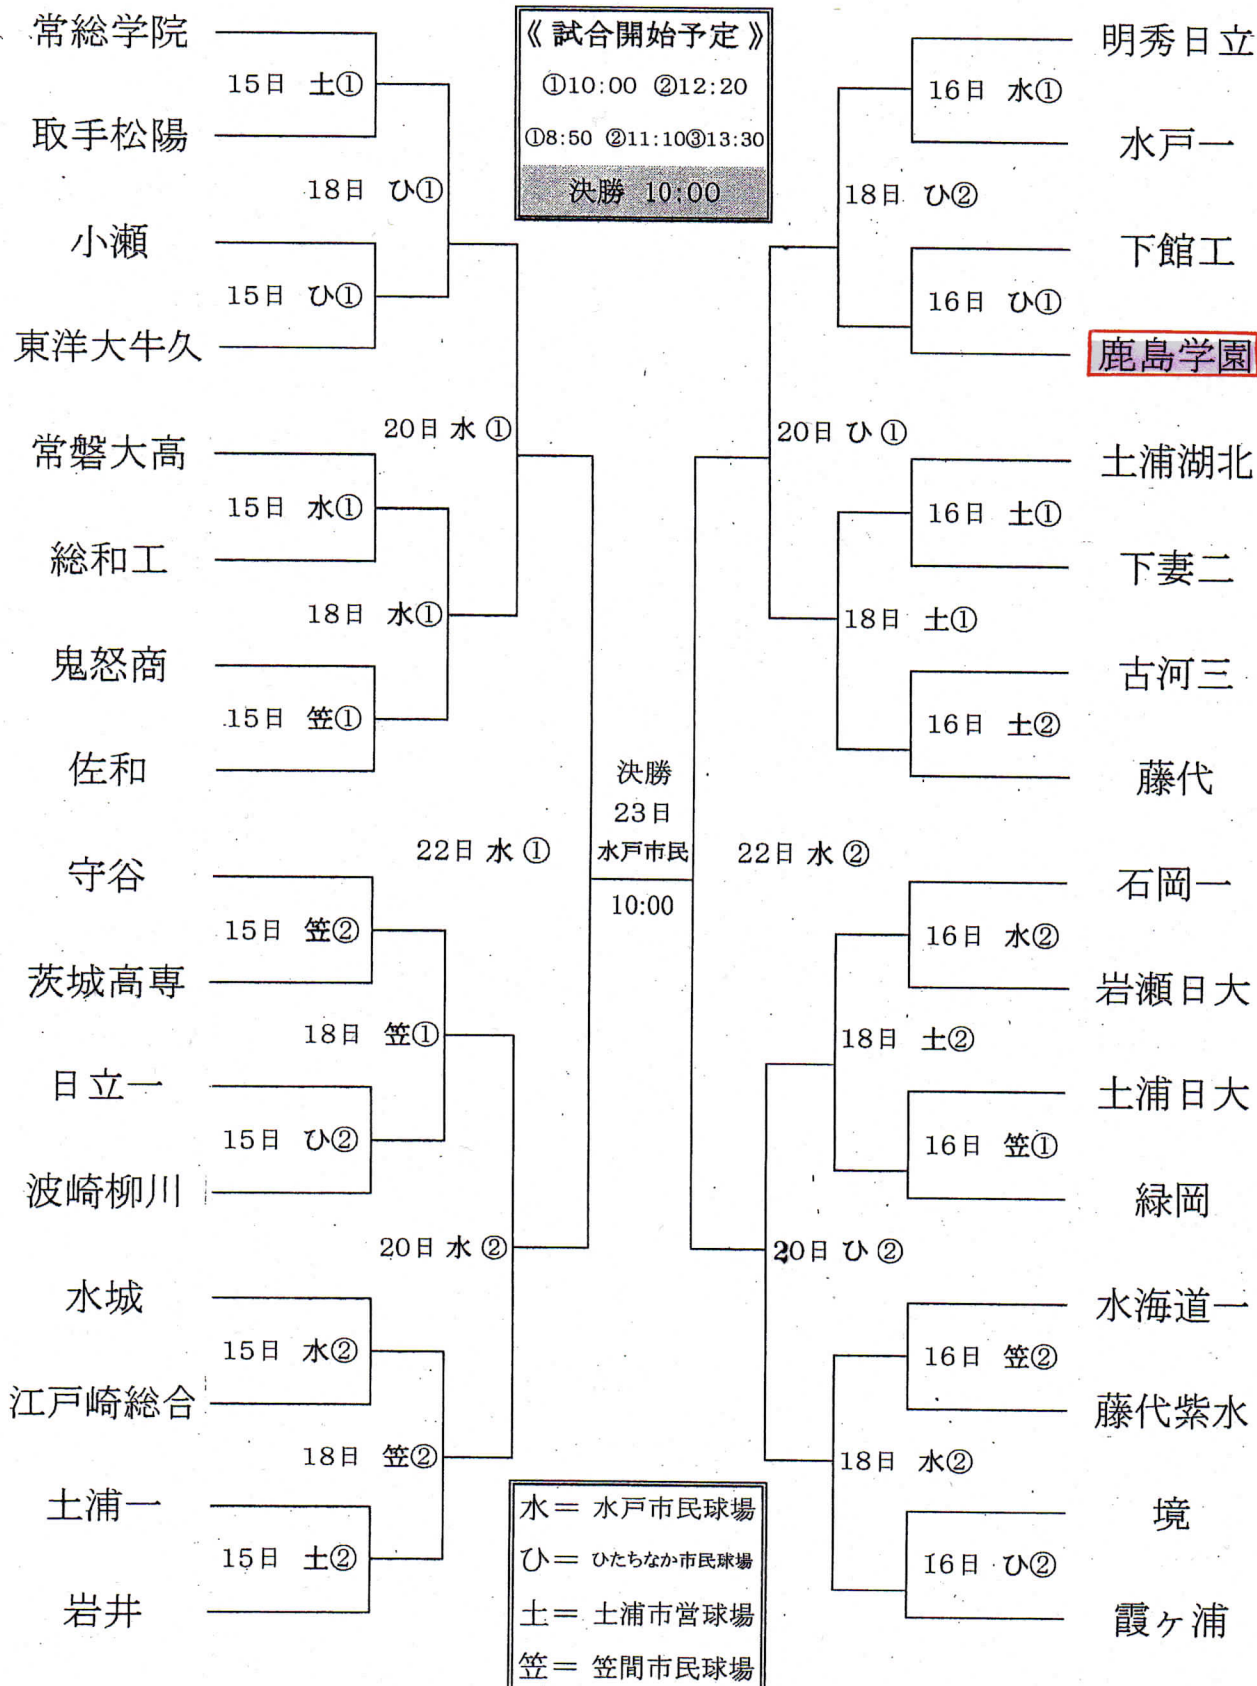 《 試合開始予定 》
①10:00 ②12:20
①8:50 ②11:10③13:30
決勝 10:00
常総学院
15日 土①
取手松陽
18日 ひ①
小瀬
15日 ひ①
東洋大牛久
20日 水 ①
常磐大高
15日 水①
総和工
18日 水①
鬼怒商
15日 笠①
佐和
22日 水 ①
守谷
15日 笠②
茨城高専
18日 笠①
日立一
15日 ひ②
波崎柳川
20日 水 ②
水城
15日 水②
江戸崎総合
18日 笠②
土浦一
15日 土②
岩井
決勝
23日
水戸市民
10:00
明秀日立
16日 水①
水戸一
18日 ひ②
下館工
16日 ひ①
鹿島学園
20日 ひ ①
土浦湖北
16日 土①
下妻二
18日 土①
古河三
16日 土②
藤代
22日 水 ②
石岡一
16日 水②
岩瀬日大
18日 土②
土浦日大
16日 笠①
緑岡
20日 ひ ②
水海道一
16日 笠②
藤代紫水
18日 水②
境
16日 ひ②
霞ヶ浦
水＝ 水戸市民球場
ひ＝ ひたちなか市民球場
土＝ 土浦市営球場
笠＝ 笠間市民球場